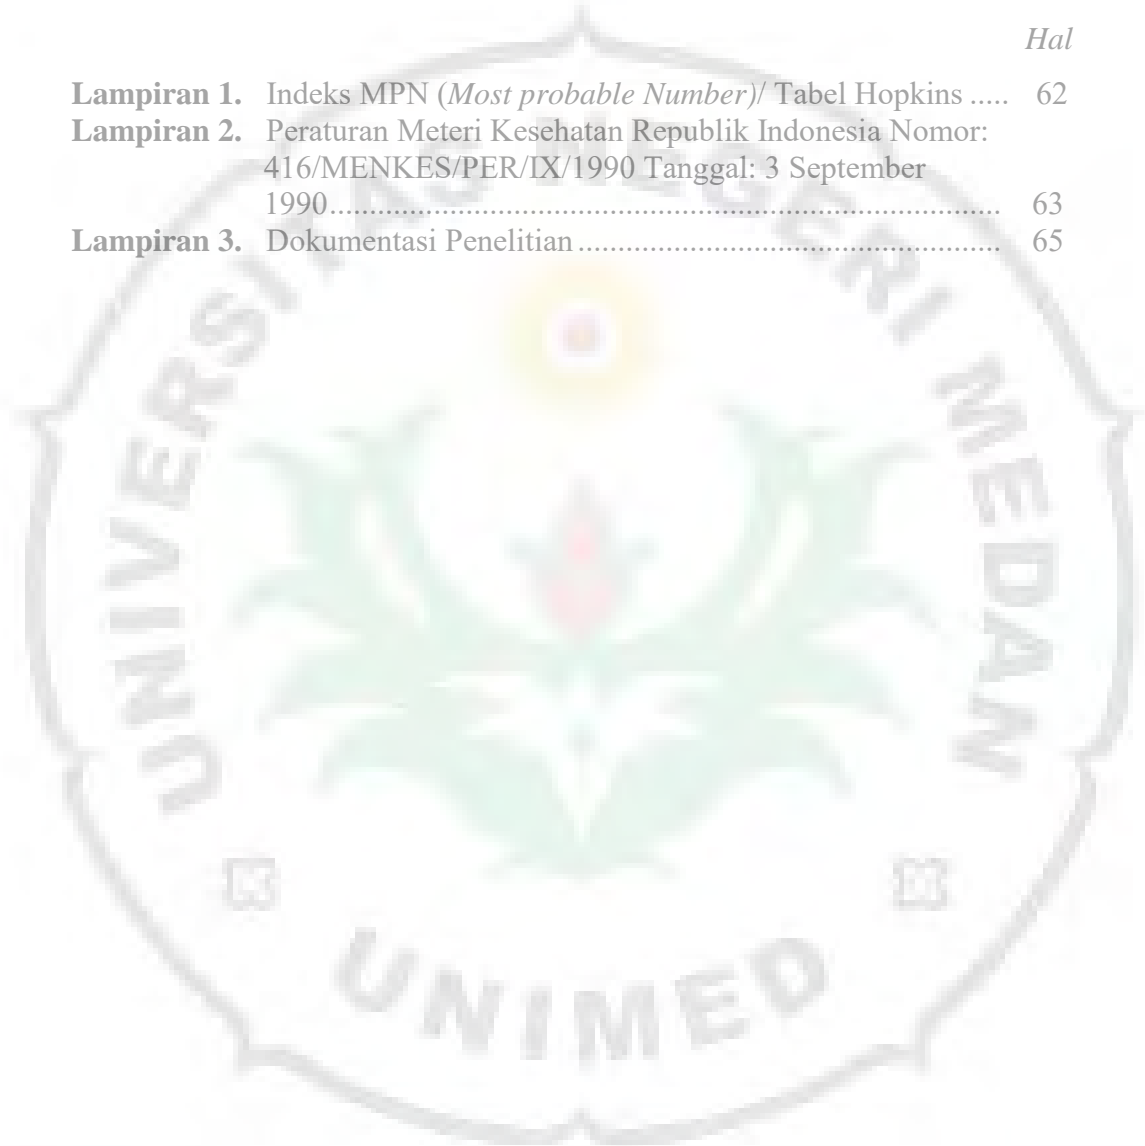 Hal
Lampiran 1. Indeks MPN (Most probable Number)/ Tabel Hopkins ..... 62
Lampiran 2. Peraturan Meteri Kesehatan Republik Indonesia Nomor:
416/MENKES/PER/IX/1990 Tanggal: 3 September
1990..................................................................................... 63
Lampiran 3. Dokumentasi Penelitian ..................................................... 65
UNIVERSITAS NEGERI MEDAN
UNIMED